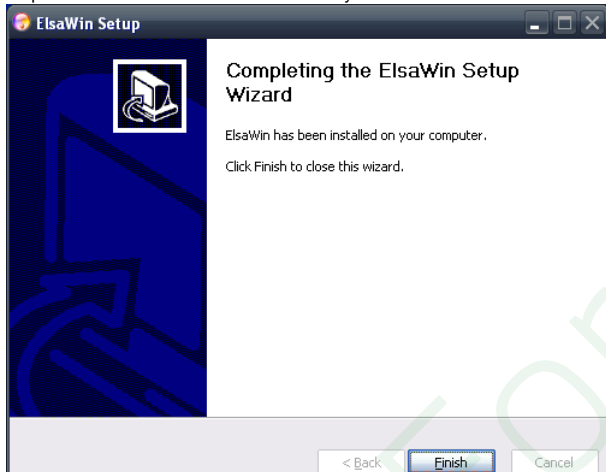 ElsaWin Setup
Completing the ElsaWin Setup
Wizard
ElsaWin has been installed on your computer.
Click Finish to close this wizard.
< Back
Finish
Cancel